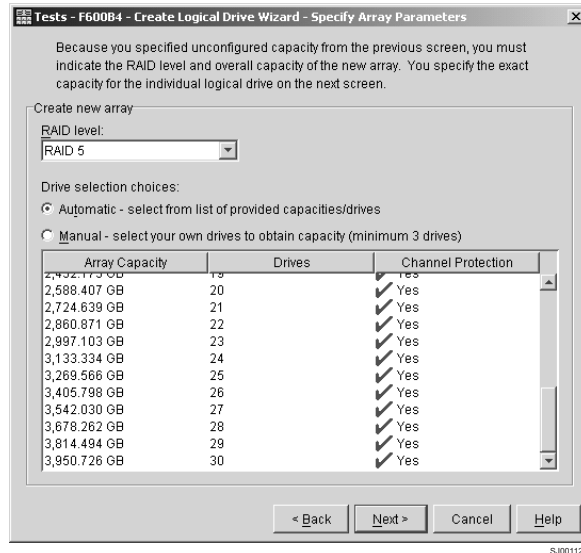 Tests - F600B4 - Create Logical Drive Wizard - Specify Array Parameters
Because you specified unconfigured capacity from the previous screen, you must
indicate the RAID level and overall capacity of the new array. You specify the exact
capacity for the individual logical drive on the next screen.
Create new array
RAID level:
RAID 5
Drive selection choices:
Automatic - select from list of provided capacities/drives
Manual - select your own drives to obtain capacity (minimum 3 drives)
Array Capacity Drives Channel Protection
2,452.175 GB 19 Yes
2,588.407 GB 20 Yes
2,724.639 GB 21 Yes
2,860.871 GB 22 Yes
2,997.103 GB 23 Yes
3,133.334 GB 24 Yes
3,269.566 GB 25 Yes
3,405.798 GB 26 Yes
3,542.030 GB 27 Yes
3,678.262 GB 28 Yes
3,814.494 GB 29 Yes
3,950.726 GB 30 Yes
< Back Next > Cancel Help
SJ00112